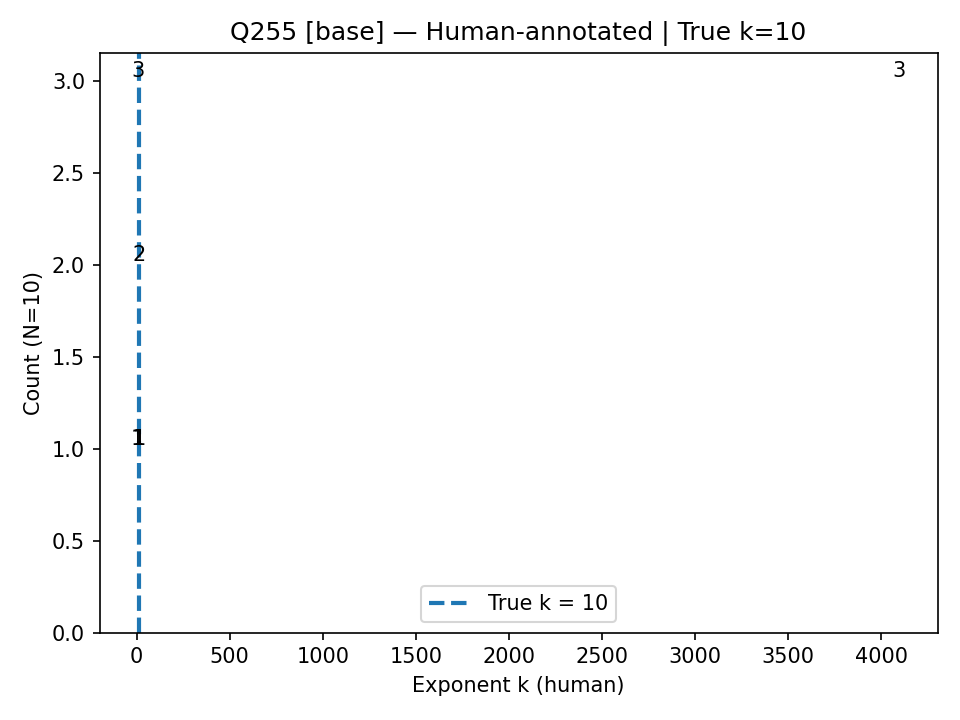 Q255 [base] — Human-annotated | True k=10
3
3
2
1
3.0
2.5
2.0
1.5
1.0
0.5
0.0
Count (N=10)
True k = 10
0 500 1000 1500 2000 2500 3000 3500 4000
Exponent k (human)